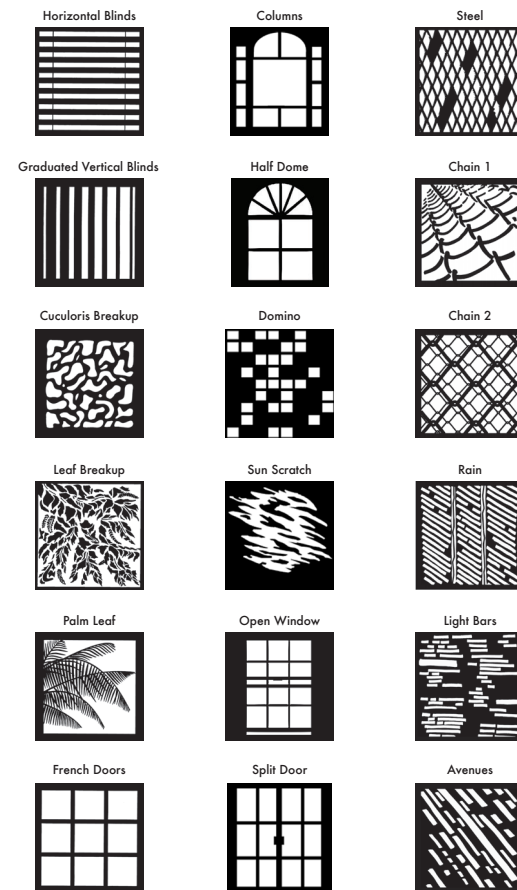 Horizontal Blinds
Columns
Steel
Graduated Vertical Blinds
Half Dome
Chain 1
Cuculoris Breakup
Domino
Chain 2
Leaf Breakup
Sun Scratch
Rain
Palm Leaf
Open Window
Light Bars
French Doors
Split Door
Avenues